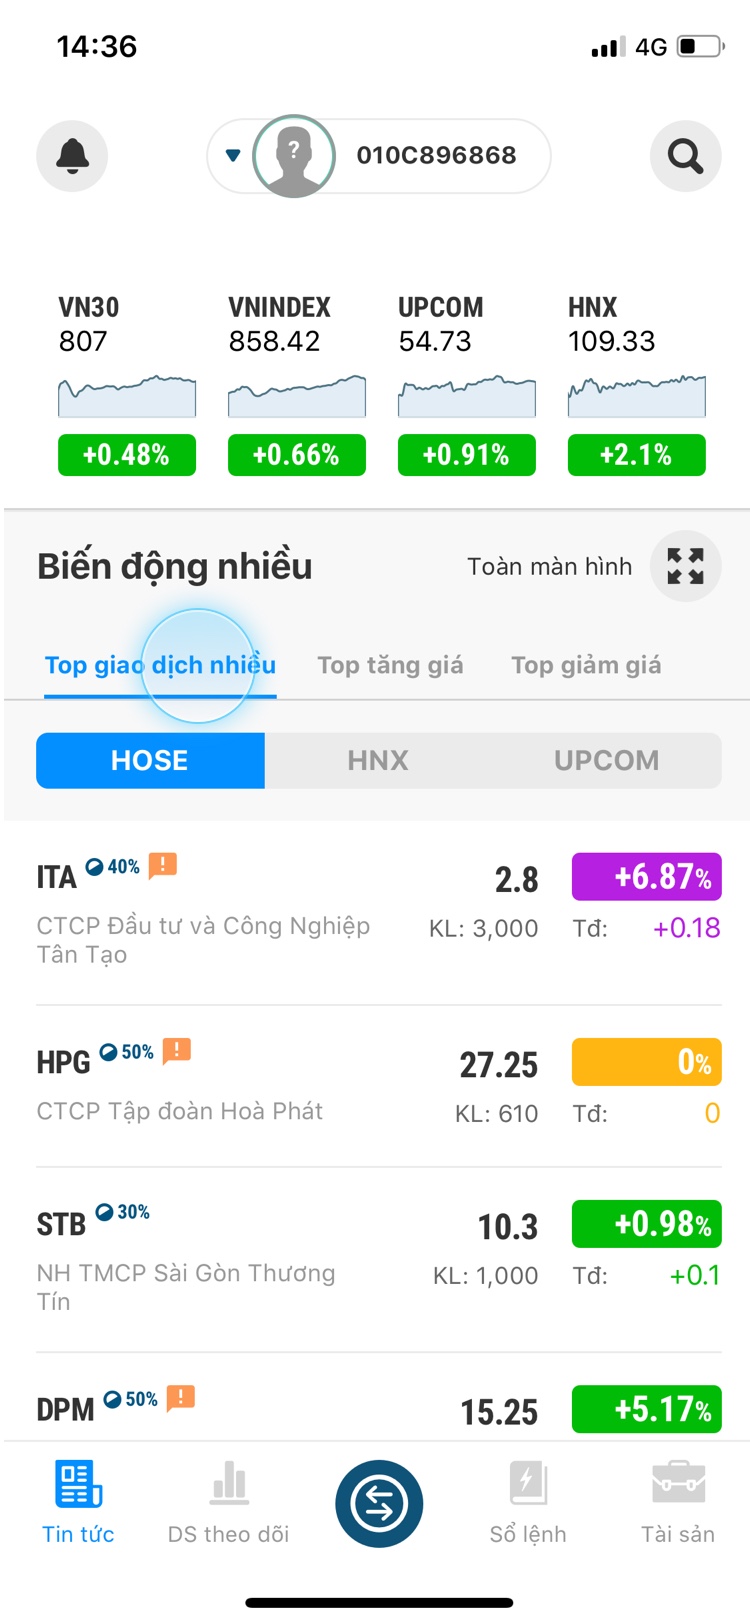 14:36 4G
? 010C896868
VN30 VNINDEX UPCOM HNX
807 858.42 54.73 109.33
+0.48% +0.66% +0.91% +2.1%
Biến động nhiều Toàn màn hình
Top giao dịch nhiều Top tăng giá Top giảm giá
HOSE HNX UPCOM
ITA 40% ! 2.8 +6.87%
CTCP Đầu tư và Công Nghiệp KL: 3,000 Tđ: +0.18
Tân Tạo
HPG 50% ! 27.25 0%
CTCP Tập đoàn Hoà Phát KL: 610 Tđ: 0
STB 30% 10.3 +0.98%
NH TMCP Sài Gòn Thương KL: 1,000 Tđ: +0.1
Tín
DPM 50% ! 15.25 +5.17%
Tin tức DS theo dõi Sổ lệnh Tài sản